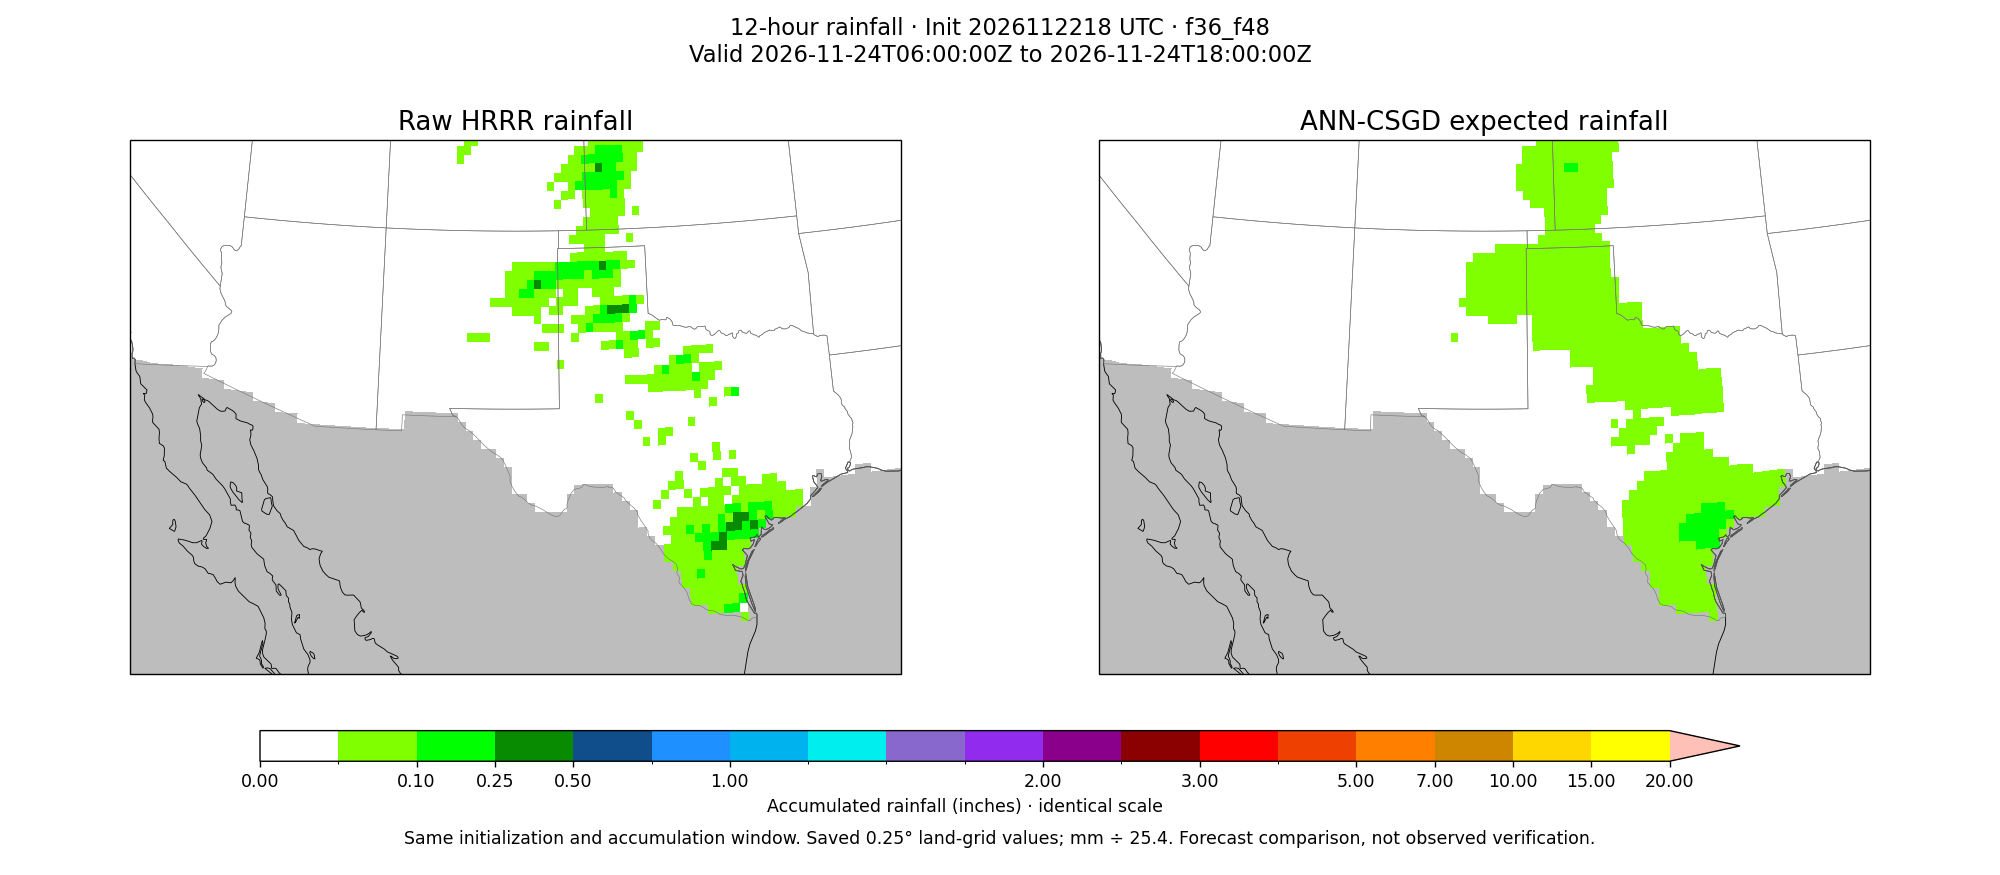 12-hour rainfall · Init 2026112218 UTC · f36_f48
Valid 2026-11-24T06:00:00Z to 2026-11-24T18:00:00Z
Raw HRRR rainfall
ANN-CSGD expected rainfall
0.00 0.10 0.25 0.50 1.00 2.00 3.00 5.00 7.00 10.00 15.00 20.00
Accumulated rainfall (inches) · identical scale
Same initialization and accumulation window. Saved 0.25° land-grid values; mm ÷ 25.4. Forecast comparison, not observed verification.